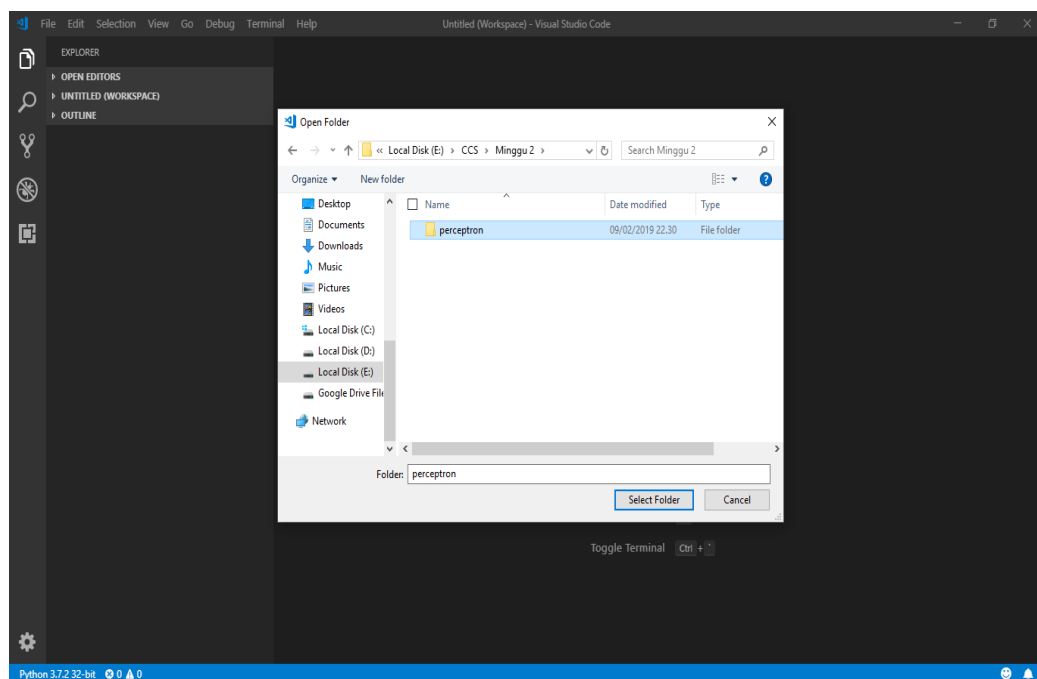 File Edit Selection View Go Debug Terminal Help Untitled (Workspace) - Visual Studio Code
EXPLORER
OPEN EDITORS
UNTITLED (WORKSPACE)
OUTLINE
Open Folder
« Local Disk (E:) › CCS › Minggu 2 › Search Minggu 2
Organize New folder
Name Date modified Type
perceptron 09/02/2019 22.30 File folder
Desktop
Documents
Downloads
Music
Pictures
Videos
Local Disk (C:)
Local Disk (D:)
Local Disk (E:)
Google Drive File
Network
Folder: perceptron
Select Folder Cancel
Toggle Terminal Ctrl + `
Python 3.7.2 32-bit 0 0